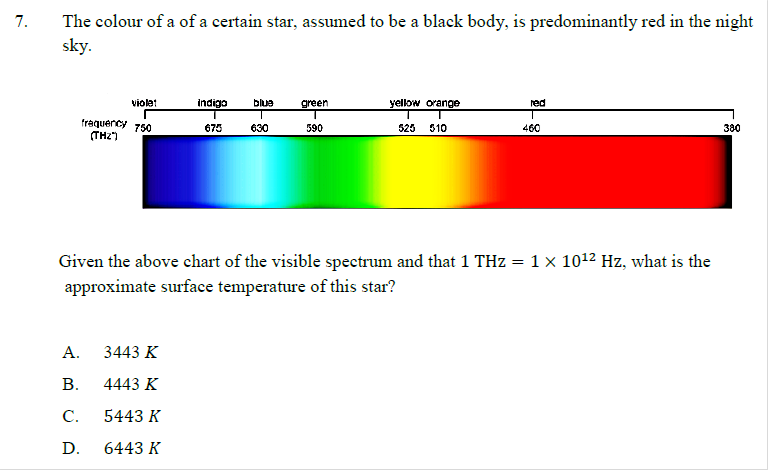 7. The colour of a of a certain star, assumed to be a black body, is predominantly red in the night
sky.
violet indigo blue green yellow orange red
frequency 750 675 630 590 525 510 460 380
(THz*)
Given the above chart of the visible spectrum and that 1 THz = 1 × 10¹² Hz, what is the
approximate surface temperature of this star?
A. 3443 K
B. 4443 K
C. 5443 K
D. 6443 K